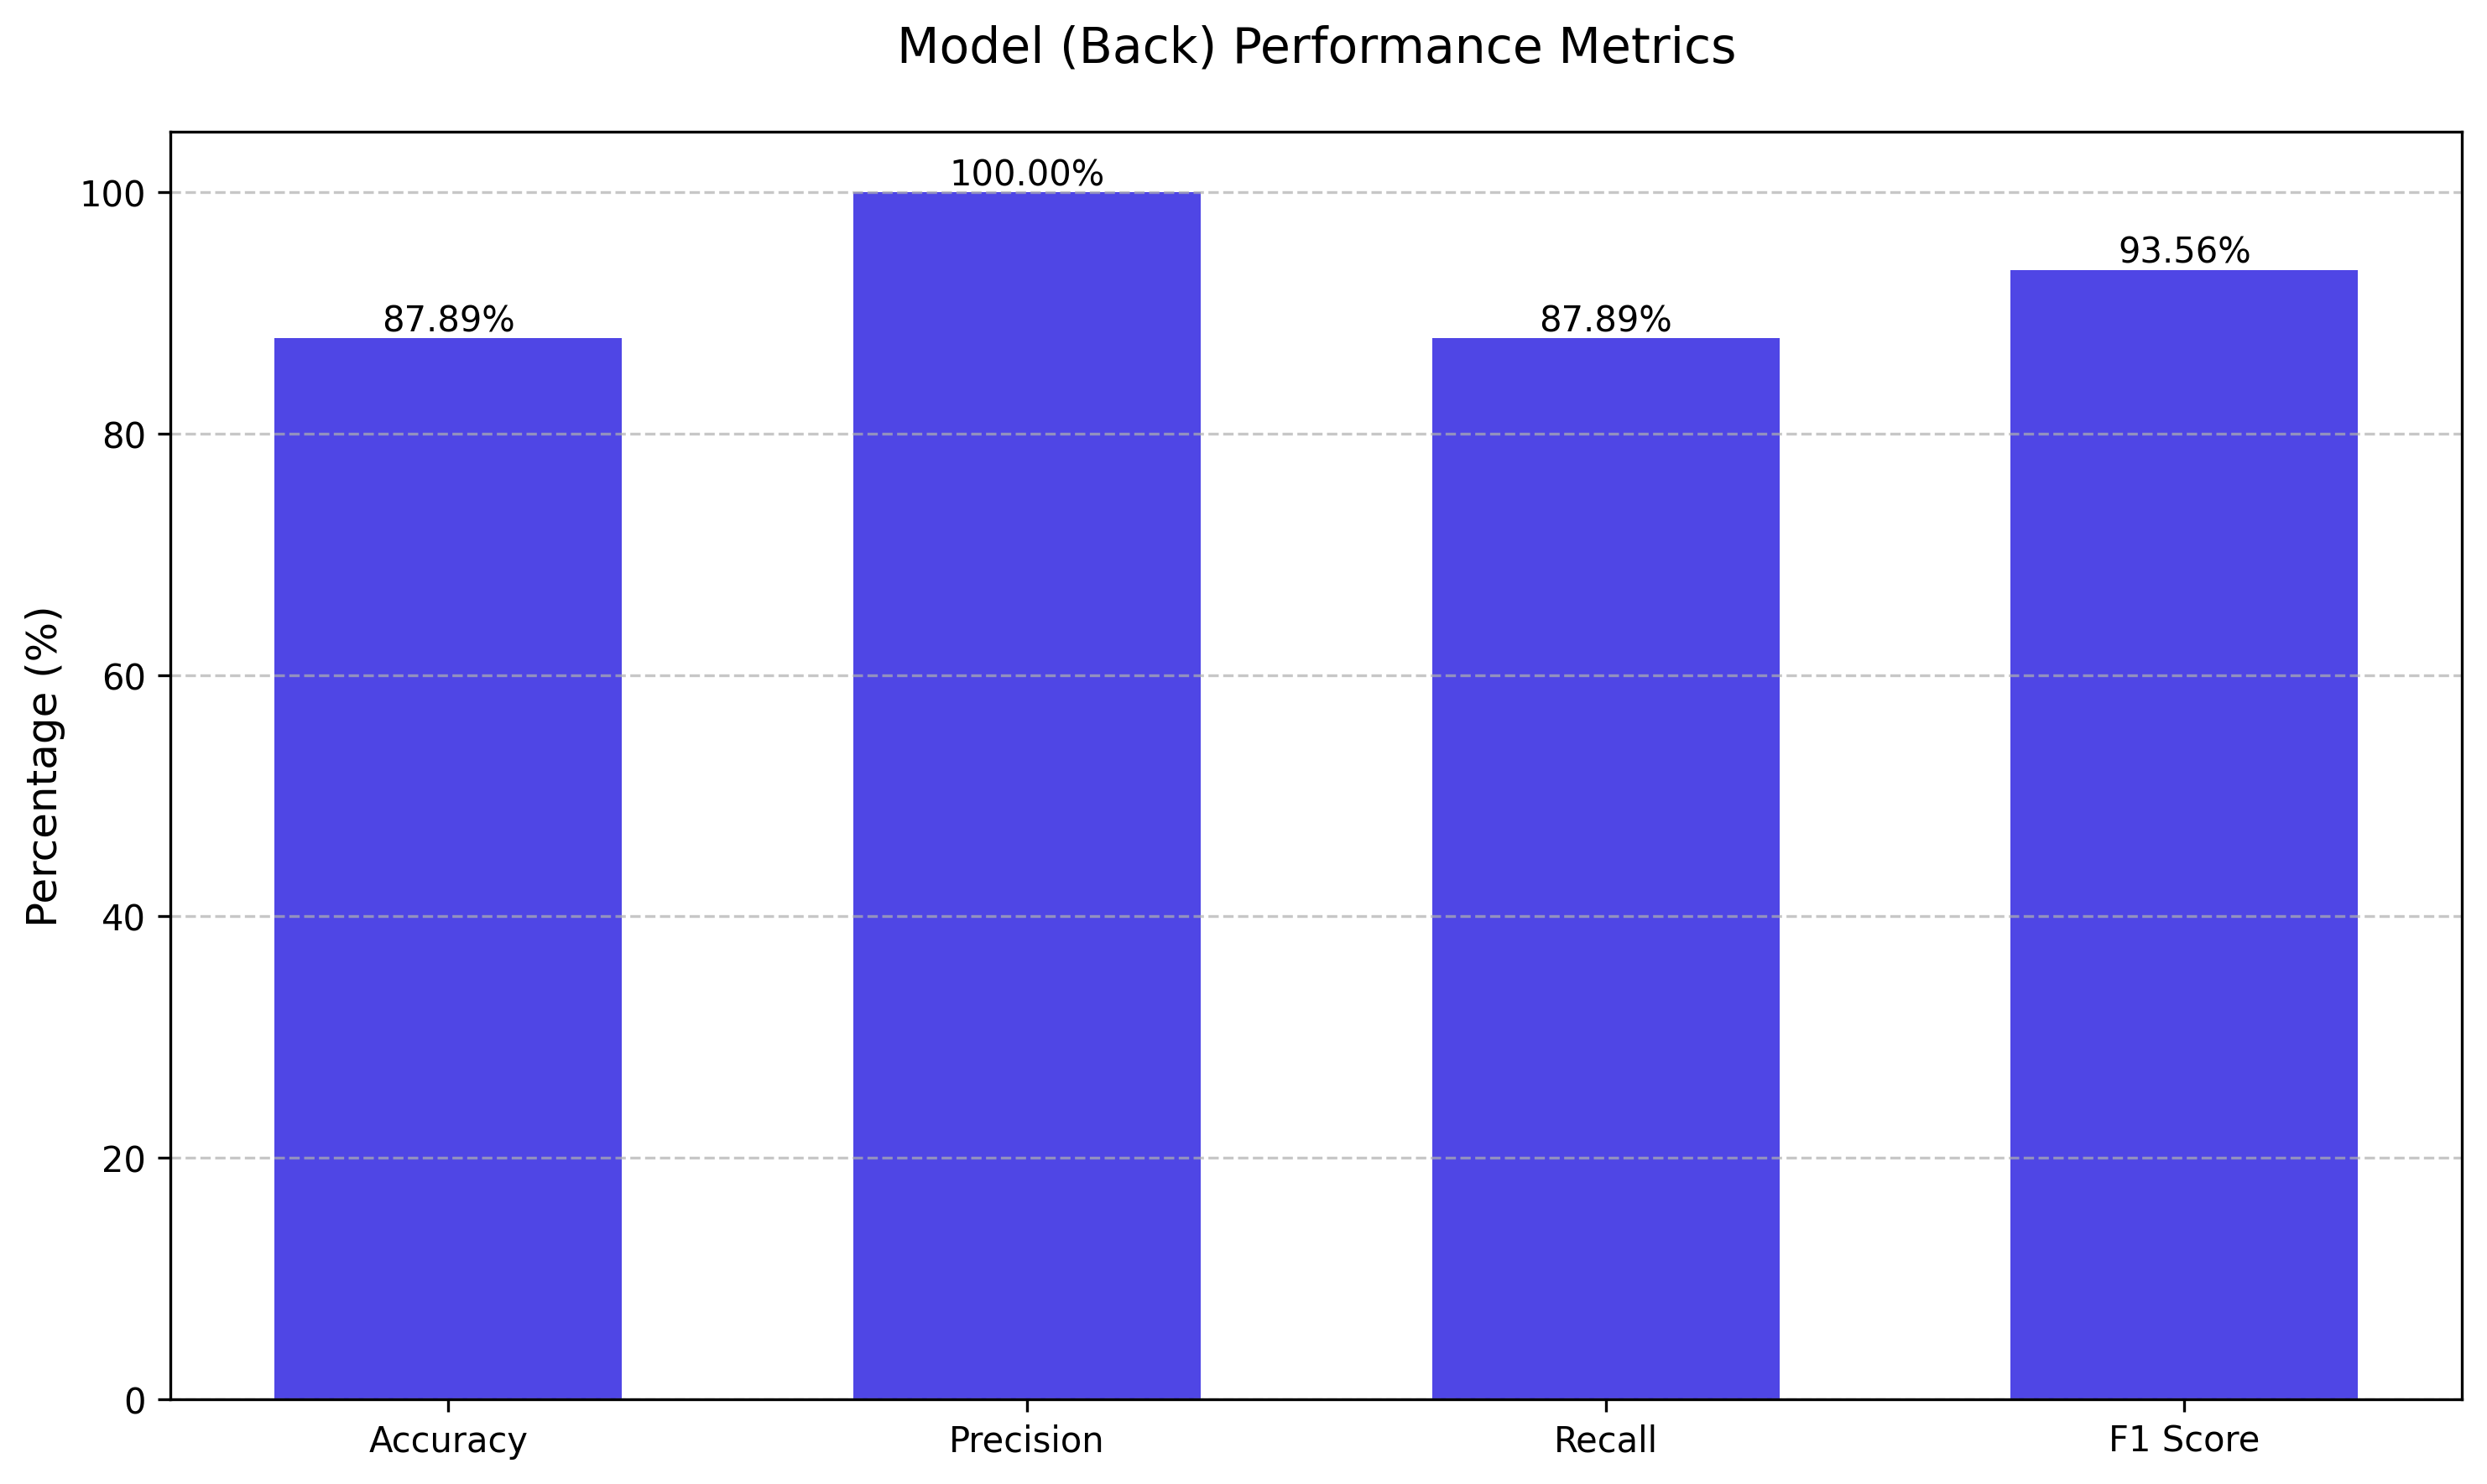 Model (Back) Performance Metrics
Percentage (%)
100
80
60
40
20
0
87.89%
100.00%
87.89%
93.56%
Accuracy
Precision
Recall
F1 Score